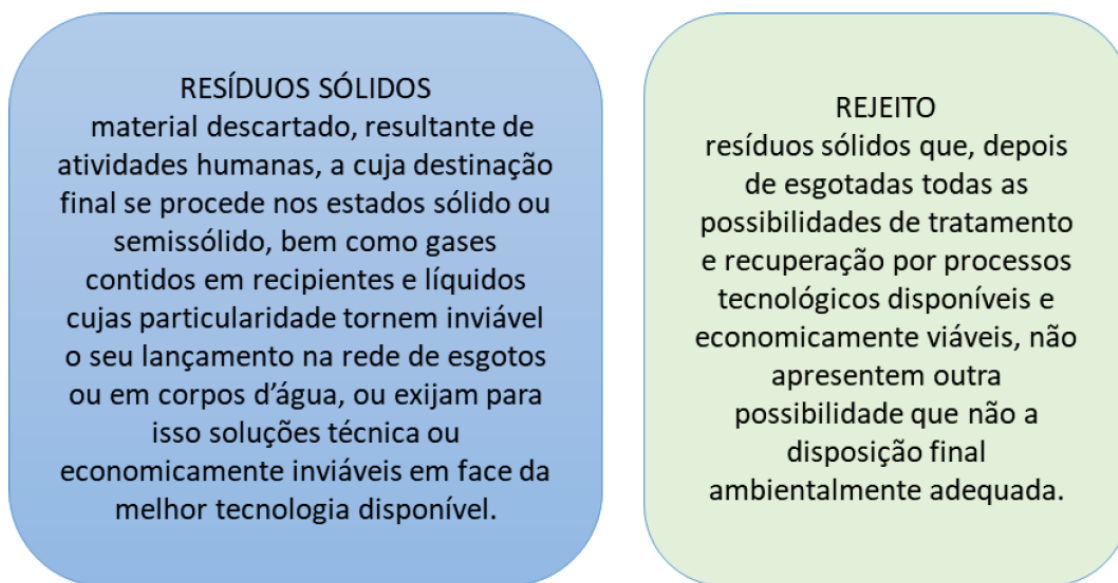 RESÍDUOS SÓLIDOS
material descartado, resultante de
atividades humanas, a cuja destinação
final se procede nos estados sólido ou
semissólido, bem como gases
contidos em recipientes e líquidos
cujas particularidade tornem inviável
o seu lançamento na rede de esgotos
ou em corpos d’água, ou exijam para
isso soluções técnica ou
economicamente inviáveis em face da
melhor tecnologia disponível.
REJEITO
resíduos sólidos que, depois
de esgotadas todas as
possibilidades de tratamento
e recuperação por processos
tecnológicos disponíveis e
economicamente viáveis, não
apresentem outra
possibilidade que não a
disposição final
ambientalmente adequada.